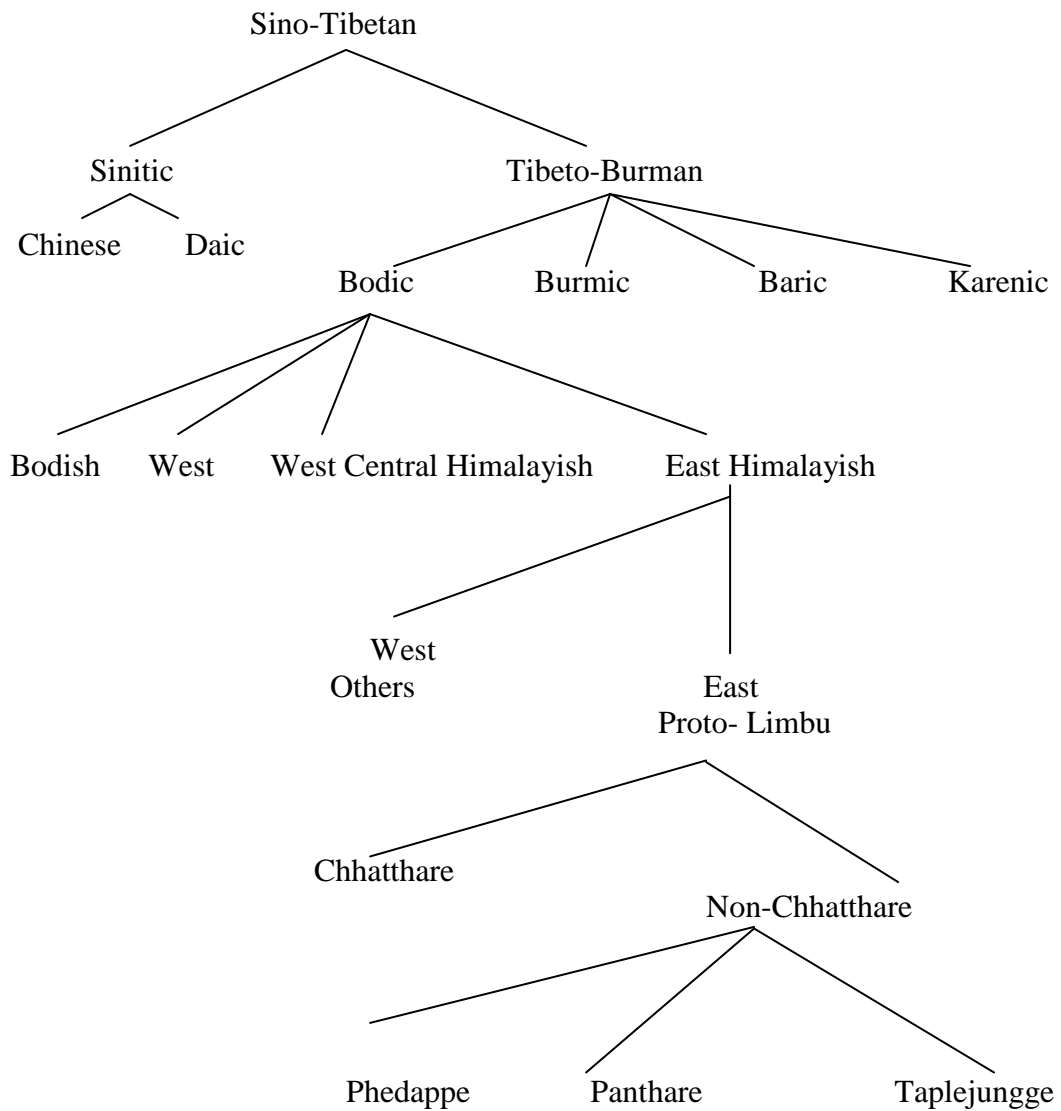 Sino-Tibetan
Sinitic Tibeto-Burman
Chinese Daic
Bodic Burmic Baric Karenic
Bodish West West Central Himalayish East Himalayish
West
Others East
Proto- Limbu
Chhatthare
Non-Chhatthare
Phedappe Panthare Taplejungge